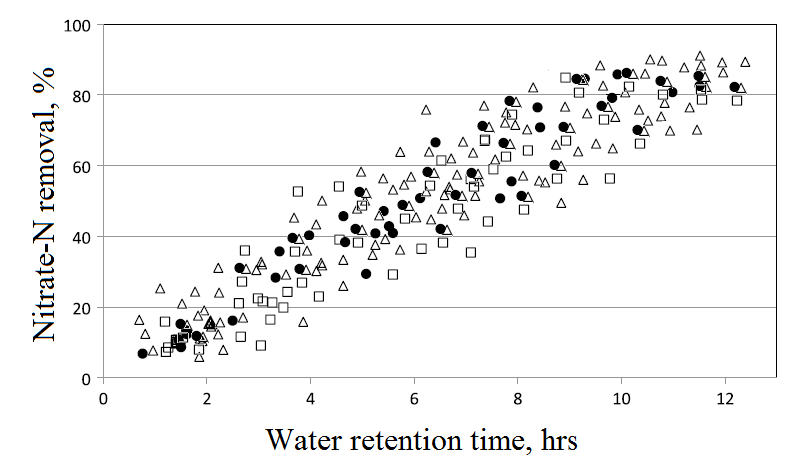 Nitrate-N removal, %
100
80
60
40
20
0
0 2 4 6 8 10 12
Water retention time, hrs